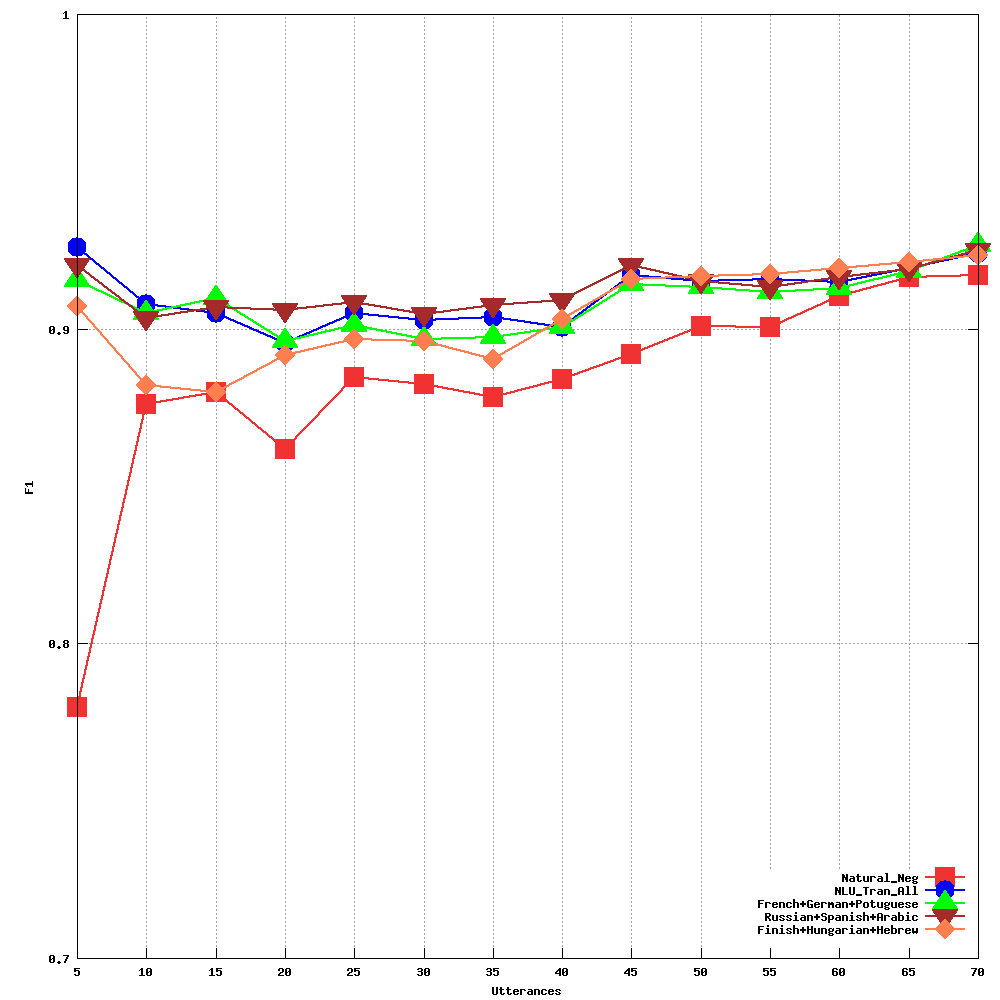 1
0.9
0.8
0.7
F1
5 10 15 20 25 30 35 40 45 50 55 60 65 70
Utterances
Natural_Neg
NLU_Tran_All
French+German+Potuguese
Russian+Spanish+Arabic
Finish+Hungarian+Hebrew